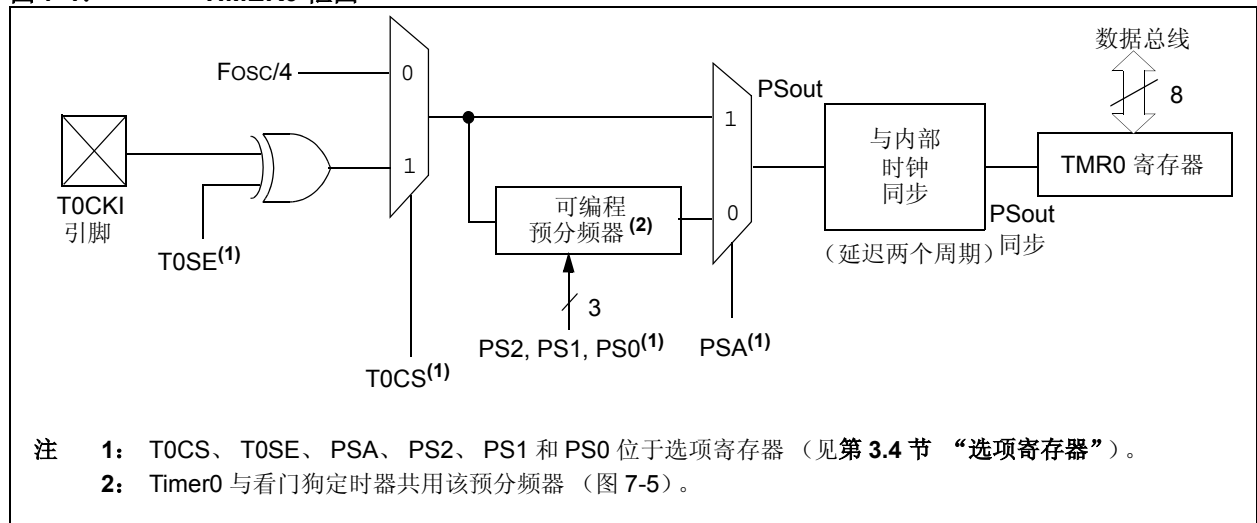 数据总线
FOSC/4
0
PSout
8
1
与内部
时钟
同步
TMR0 寄存器
1
T0CKI
引脚
可编程
预分频器(2)
0
PSout
同步
(延迟两个周期)
T0SE(1)
3
PS2, PS1, PS0(1)
PSA(1)
T0CS(1)
注 1: T0CS、 T0SE、 PSA、 PS2、 PS1 和 PS0 位于选项寄存器 (见第 3.4 节 “选项寄存器”)。
2: Timer0 与看门狗定时器共用该预分频器 (图 7-5)。